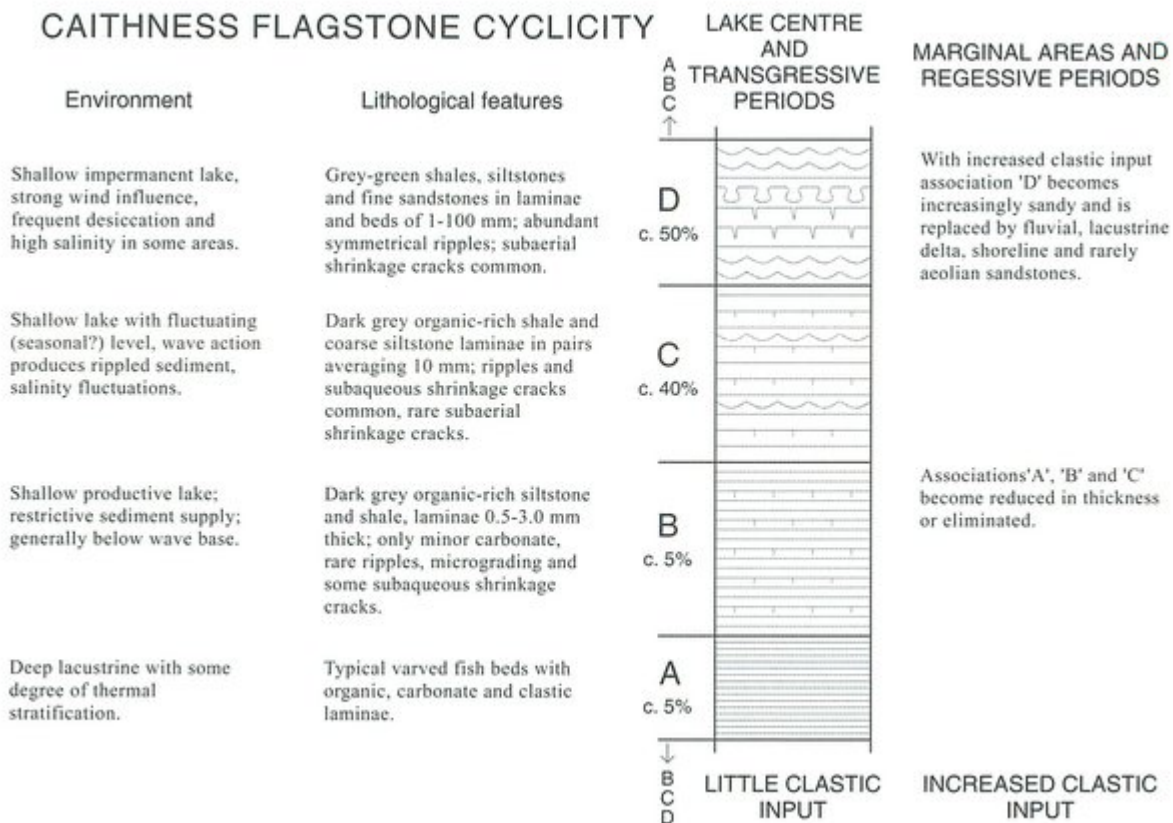 CAITHNESS FLAGSTONE CYCLICITY
LAKE CENTRE
AND
TRANSGRESSIVE
PERIODS
MARGINAL AREAS AND
REGESSIVE PERIODS
Environment
Lithological features
A
B
C
Shallow impermanent lake,
strong wind influence,
frequent desiccation and
high salinity in some areas.
Grey-green shales, siltstones
and fine sandstones in laminae
and beds of 1-100 mm; abundant
symmetrical ripples; subaerial
shrinkage cracks common.
D
c. 50%
With increased clastic input
association 'D' becomes
increasingly sandy and is
replaced by fluvial, lacustrine
delta, shoreline and rarely
aeolian sandstones.
Shallow lake with fluctuating
(seasonal?) level, wave action
produces rippled sediment,
salinity fluctuations.
Dark grey organic-rich shale and
coarse siltstone laminae in pairs
averaging 10 mm; ripples and
subaqueous shrinkage cracks
common, rare subaerial
shrinkage cracks.
C
c. 40%
Shallow productive lake;
restrictive sediment supply;
generally below wave base.
Dark grey organic-rich siltstone
and shale, laminae 0.5-3.0 mm
thick; only minor carbonate,
rare ripples, micrograding and
some subaqueous shrinkage
cracks.
B
c. 5%
Associations'A', 'B' and 'C'
become reduced in thickness
or eliminated.
Deep lacustrine with some
degree of thermal
stratification.
Typical varved fish beds with
organic, carbonate and clastic
laminae.
A
c. 5%
B
C
D
LITTLE CLASTIC
INPUT
INCREASED CLASTIC
INPUT